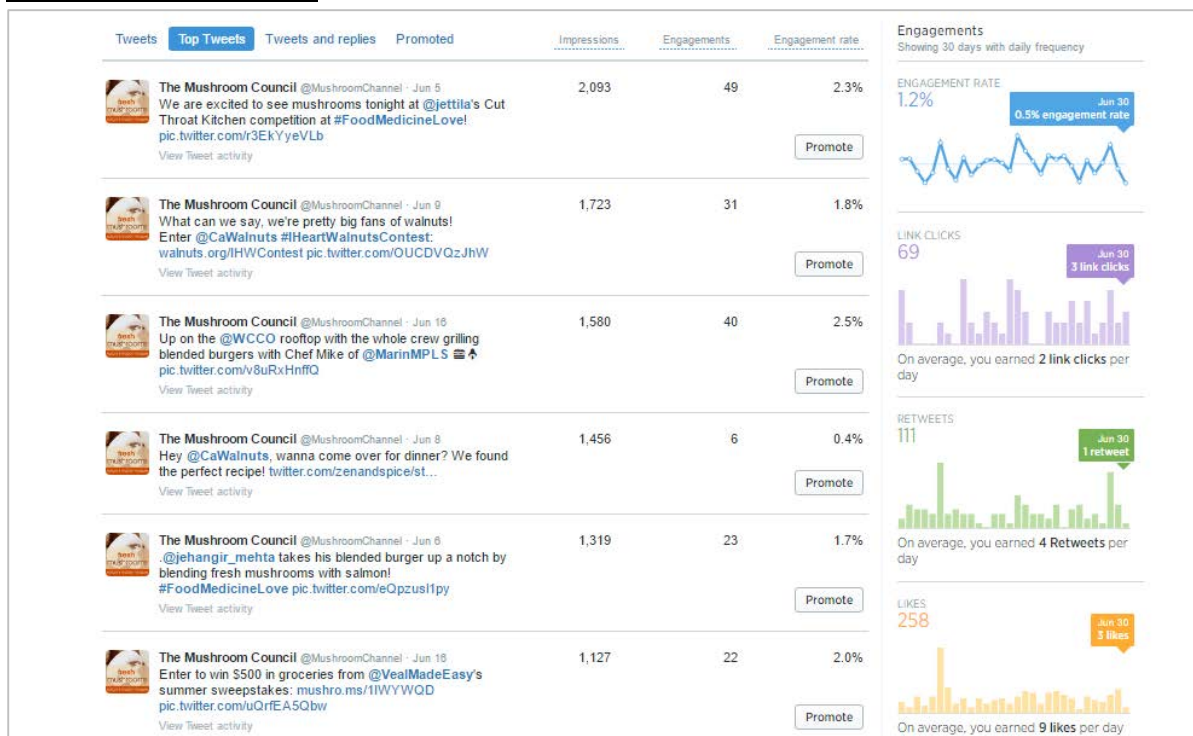 Tweets Top Tweets Tweets and replies Promoted Impressions Engagements Engagement rate
The Mushroom Council @MushroomChannel · Jun 5 2,093 49 2.3%
We are excited to see mushrooms tonight at @jettila's Cut
Throat Kitchen competition at #FoodMedicineLove!
pic.twitter.com/r3EkYyeVLb
View Tweet activity
Promote
The Mushroom Council @MushroomChannel · Jun 9 1,723 31 1.8%
What can we say, we're pretty big fans of walnuts!
Enter @CaWalnuts #IHeartWalnutsContest:
walnuts.org/IHWContest pic.twitter.com/OUCDVQzJhW
View Tweet activity
Promote
The Mushroom Council @MushroomChannel · Jun 16 1,580 40 2.5%
Up on the @WCCO rooftop with the whole crew grilling
blended burgers with Chef Mike of @MarinMPLS
pic.twitter.com/v8uRxHnffQ
View Tweet activity
Promote
The Mushroom Council @MushroomChannel · Jun 8 1,456 6 0.4%
Hey @CaWalnuts, wanna come over for dinner? We found
the perfect recipe! twitter.com/zenandspice/st...
View Tweet activity
Promote
The Mushroom Council @MushroomChannel · Jun 6 1,319 23 1.7%
.@jehangir_mehta takes his blended burger up a notch by
blending fresh mushrooms with salmon!
#FoodMedicineLove pic.twitter.com/eQpzusI1py
View Tweet activity
Promote
The Mushroom Council @MushroomChannel · Jun 16 1,127 22 2.0%
Enter to win $500 in groceries from @VealMadeEasy's
summer sweepstakes: mushro.ms/1IWYWQD
pic.twitter.com/uQrfEA5Qbw
View Tweet activity
Promote
Engagements
Showing 30 days with daily frequency
ENGAGEMENT RATE
1.2%
Jun 30
0.5% engagement rate
LINK CLICKS
69
Jun 30
3 link clicks
On average, you earned 2 link clicks per
day
RETWEETS
111
Jun 30
1 retweet
On average, you earned 4 Retweets per
day
LIKES
258
Jun 30
3 likes
On average, you earned 9 likes per day